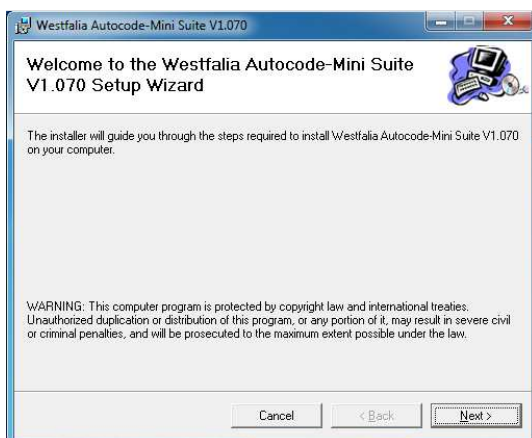 Westfalia Autocode-Mini Suite V1.070
Welcome to the Westfalia Autocode-Mini Suite
V1.070 Setup Wizard
The installer will guide you through the steps required to install Westfalia Autocode-Mini Suite V1.070
on your computer.
WARNING: This computer program is protected by copyright law and international treaties.
Unauthorized duplication or distribution of this program, or any portion of it, may result in severe civil
or criminal penalties, and will be prosecuted to the maximum extent possible under the law.
Cancel < Back Next >